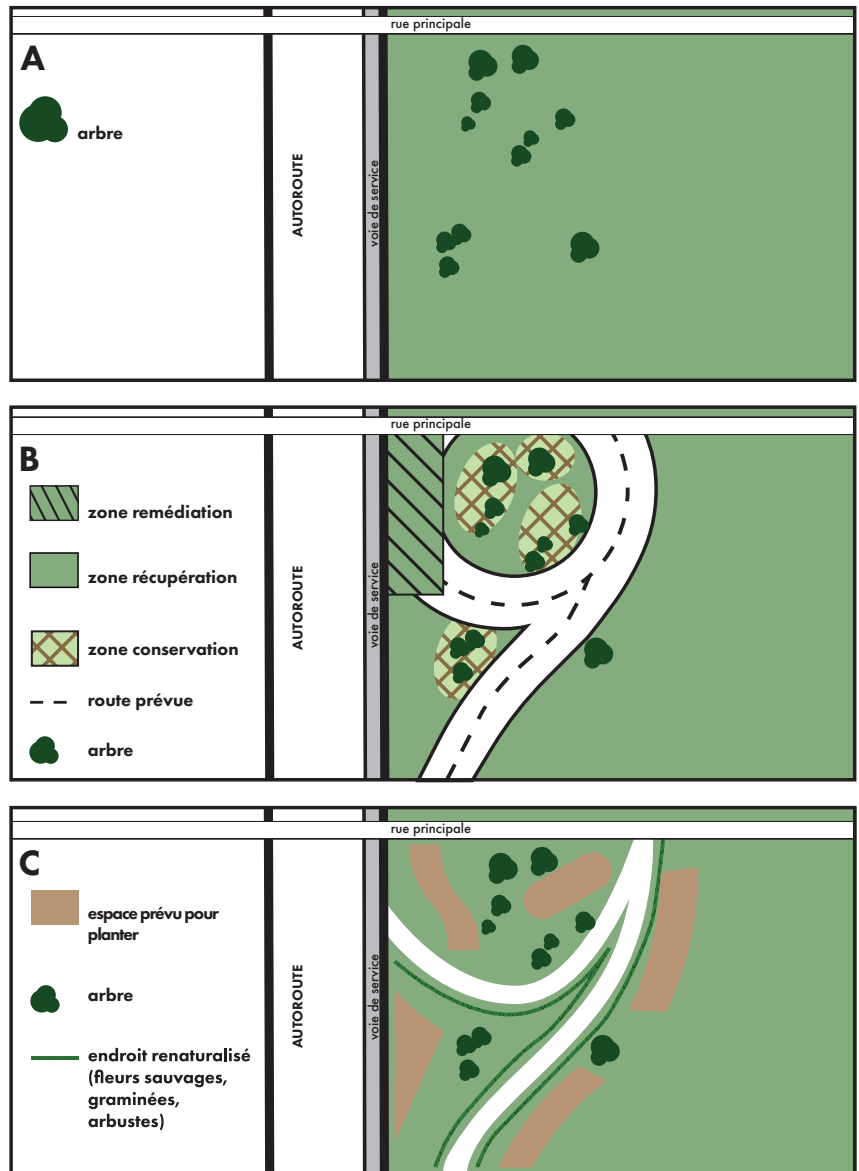 rue principale
A
arbre
AUTOROUTE
voie de service
rue principale
B
zone remédiation
zone récupération
zone conservation
route prévue
arbre
AUTOROUTE
voie de service
rue principale
C
espace prévu pour
planter
arbre
endroit renaturalisé
(fleurs sauvages,
graminées,
arbustes)
AUTOROUTE
voie de service